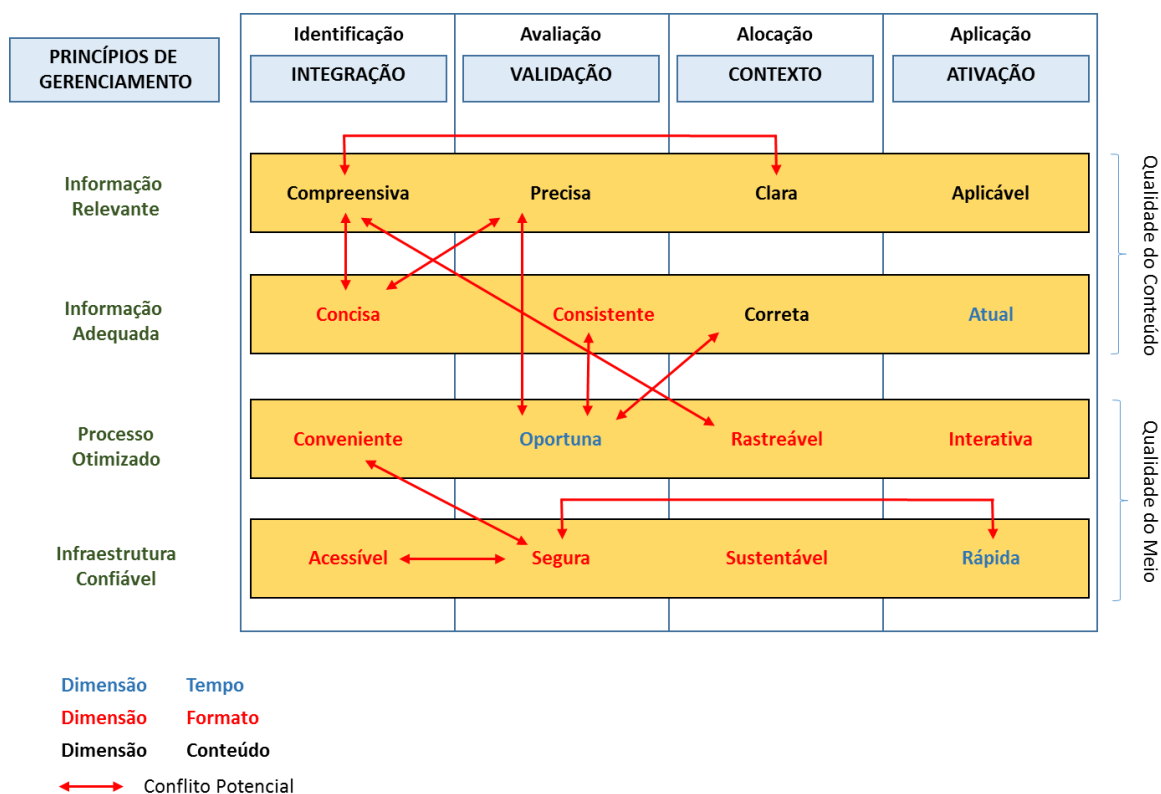 PRINCÍPIOS DE
GERENCIAMENTO
Identificação
Avaliação
Alocação
Aplicação
INTEGRAÇÃO
VALIDAÇÃO
CONTEXTO
ATIVAÇÃO
Informação
Relevante
Compreensiva
Precisa
Clara
Aplicável
Informação
Adequada
Concisa
Consistente
Correta
Atual
Qualidade do Conteúdo
Processo
Otimizado
Conveniente
Oportuna
Rastreável
Interativa
Infraestrutura
Confiável
Acessível
Segura
Sustentável
Rápida
Qualidade do Meio
Dimensão Tempo
Dimensão Formato
Dimensão Conteúdo
Conflito Potencial